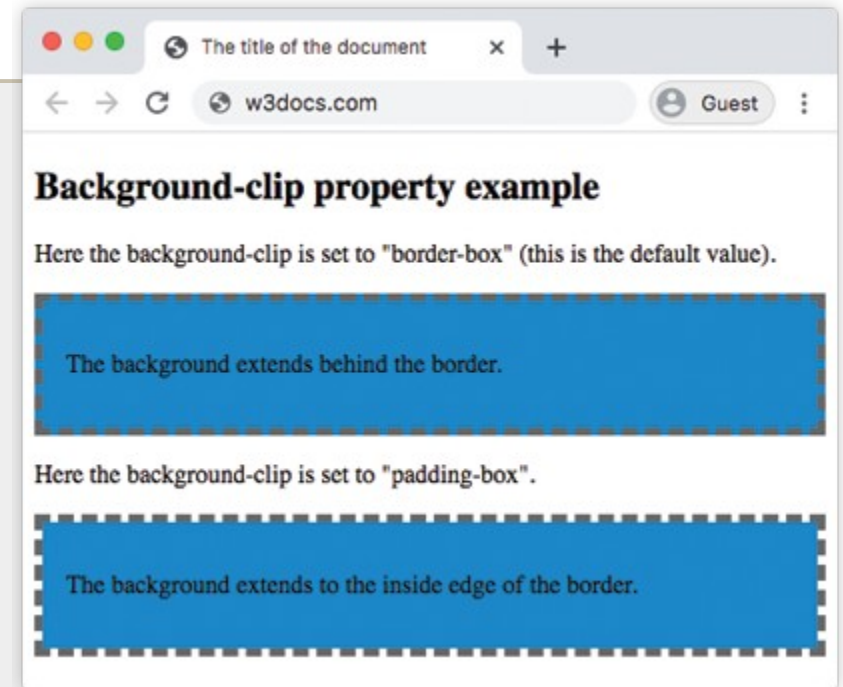 The title of the document
w3docs.com
Guest
Background-clip property example
Here the background-clip is set to "border-box" (this is the default value).
The background extends behind the border.
Here the background-clip is set to "padding-box".
The background extends to the inside edge of the border.